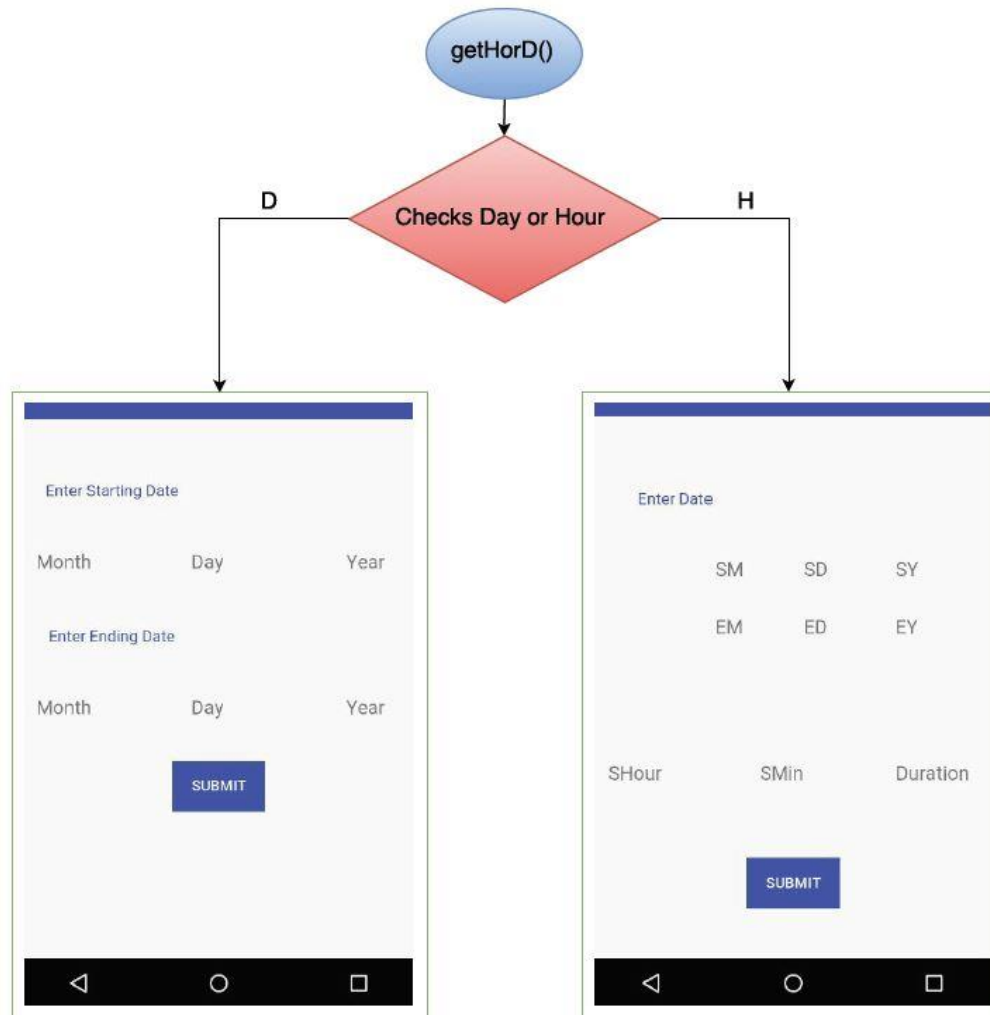 getHorD()
Checks Day or Hour
D
H
Enter Starting Date
Month Day Year
Enter Ending Date
Month Day Year
SUBMIT
Enter Date
SM SD SY
EM ED EY
SHour SMin Duration
SUBMIT